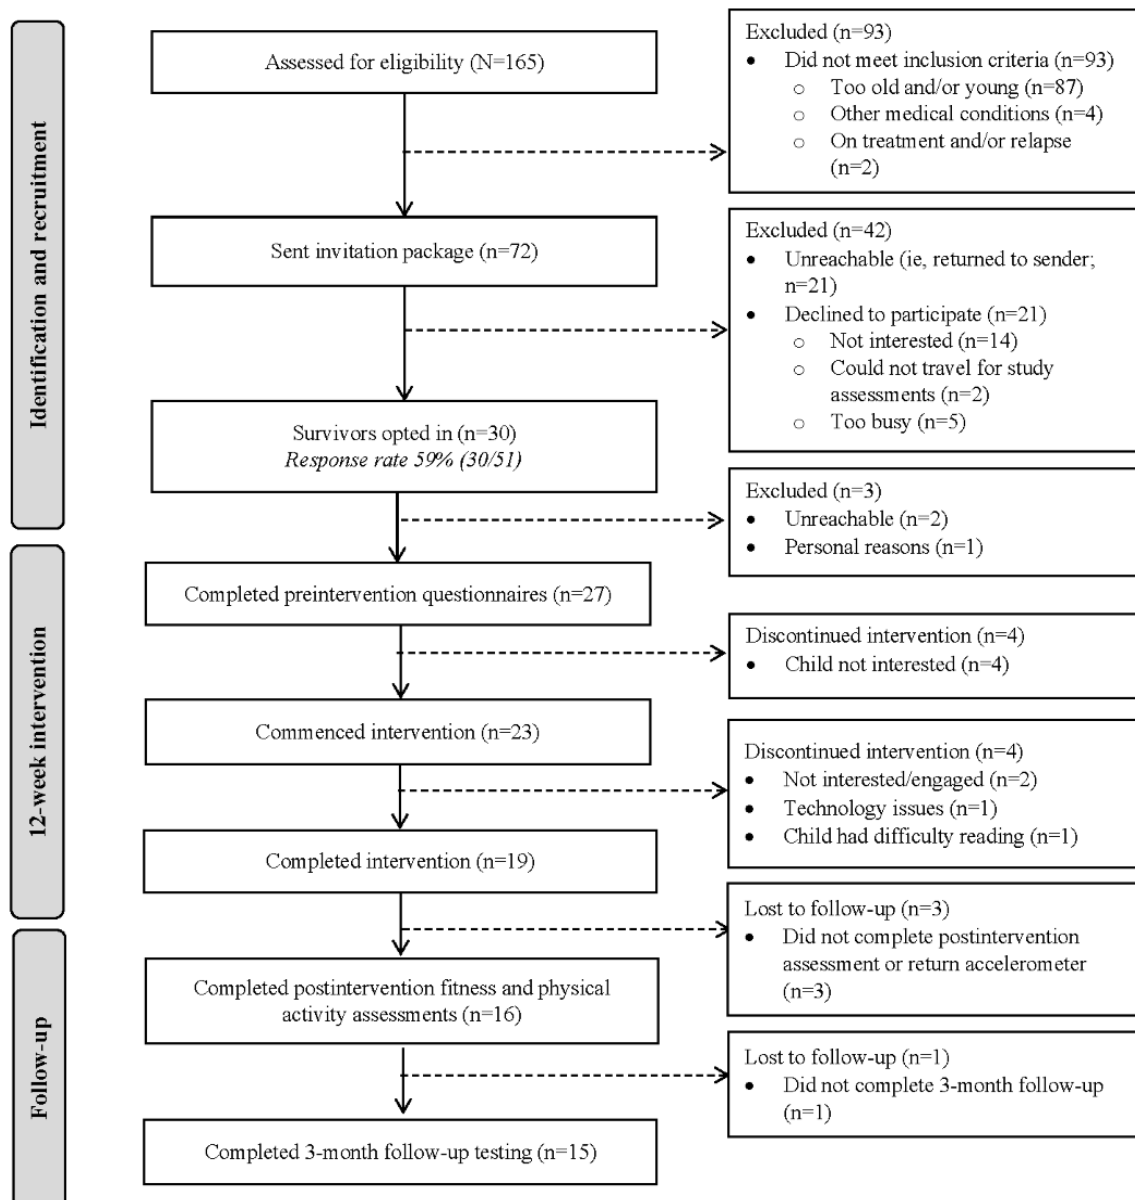 Identification and recruitment
Assessed for eligibility (N=165)
Excluded (n=93)
• Did not meet inclusion criteria (n=93)
o Too old and/or young (n=87)
o Other medical conditions (n=4)
o On treatment and/or relapse
(n=2)
Sent invitation package (n=72)
Excluded (n=42)
• Unreachable (ie, returned to sender;
n=21)
• Declined to participate (n=21)
o Not interested (n=14)
o Could not travel for study
assessments (n=2)
o Too busy (n=5)
Survivors opted in (n=30)
Response rate 59% (30/51)
Excluded (n=3)
• Unreachable (n=2)
• Personal reasons (n=1)
12-week intervention
Completed preintervention questionnaires (n=27)
Discontinued intervention (n=4)
• Child not interested (n=4)
Commenced intervention (n=23)
Discontinued intervention (n=4)
• Not interested/engaged (n=2)
• Technology issues (n=1)
• Child had difficulty reading (n=1)
Completed intervention (n=19)
Lost to follow-up (n=3)
• Did not complete postintervention
assessment or return accelerometer
(n=3)
Follow-up
Completed postintervention fitness and physical
activity assessments (n=16)
Lost to follow-up (n=1)
• Did not complete 3-month follow-up
(n=1)
Completed 3-month follow-up testing (n=15)